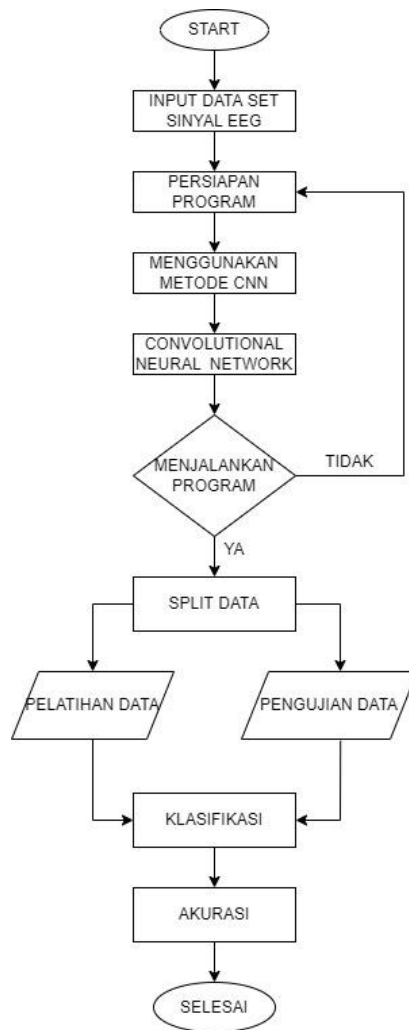 START
INPUT DATA SET
SINYAL EEG
PERSIAPAN
PROGRAM
MENGGUNAKAN
METODE CNN
CONVOLUTIONAL
NEURAL NETWORK
MENJALANKAN
PROGRAM
TIDAK
YA
SPLIT DATA
PELATIHAN DATA
PENGUJIAN DATA
KLASIFIKASI
AKURASI
SELESAI